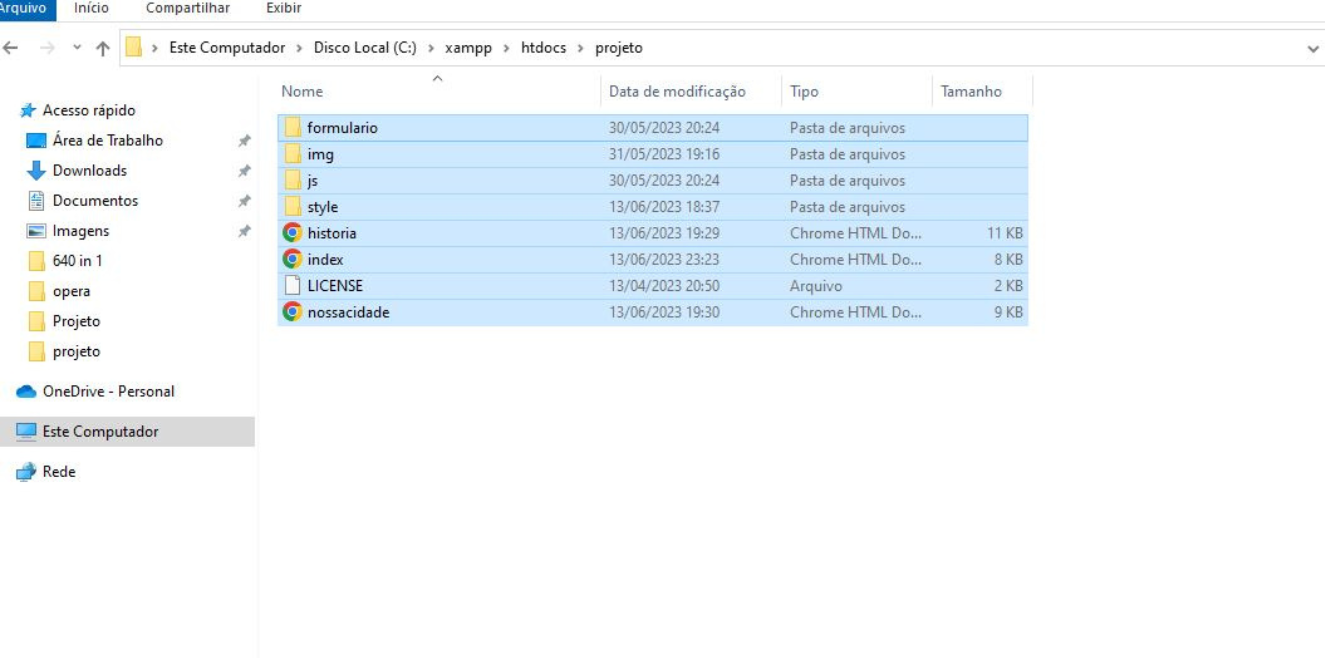 Arquivo Início Compartilhar Exibir
Este Computador > Disco Local (C:) > xampp > htdocs > projeto
Nome Data de modificação Tipo Tamanho
Acesso rápido
Área de Trabalho
Downloads
Documentos
Imagens
640 in 1
opera
Projeto
projeto
OneDrive - Personal
Este Computador
Rede
formulario 30/05/2023 20:24 Pasta de arquivos
img 31/05/2023 19:16 Pasta de arquivos
js 30/05/2023 20:24 Pasta de arquivos
style 13/06/2023 18:37 Pasta de arquivos
historia 13/06/2023 19:29 Chrome HTML Do... 11 KB
index 13/06/2023 23:23 Chrome HTML Do... 8 KB
LICENSE 13/04/2023 20:50 Arquivo 2 KB
nossacidade 13/06/2023 19:30 Chrome HTML Do... 9 KB